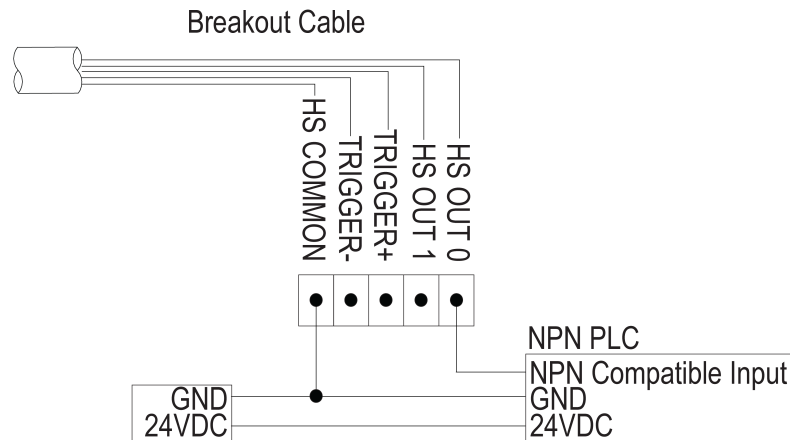 Breakout Cable
HS COMMON
TRIGGER-
TRIGGER+
HS OUT 1
HS OUT 0
NPN PLC
NPN Compatible Input
GND
24VDC
GND
24VDC